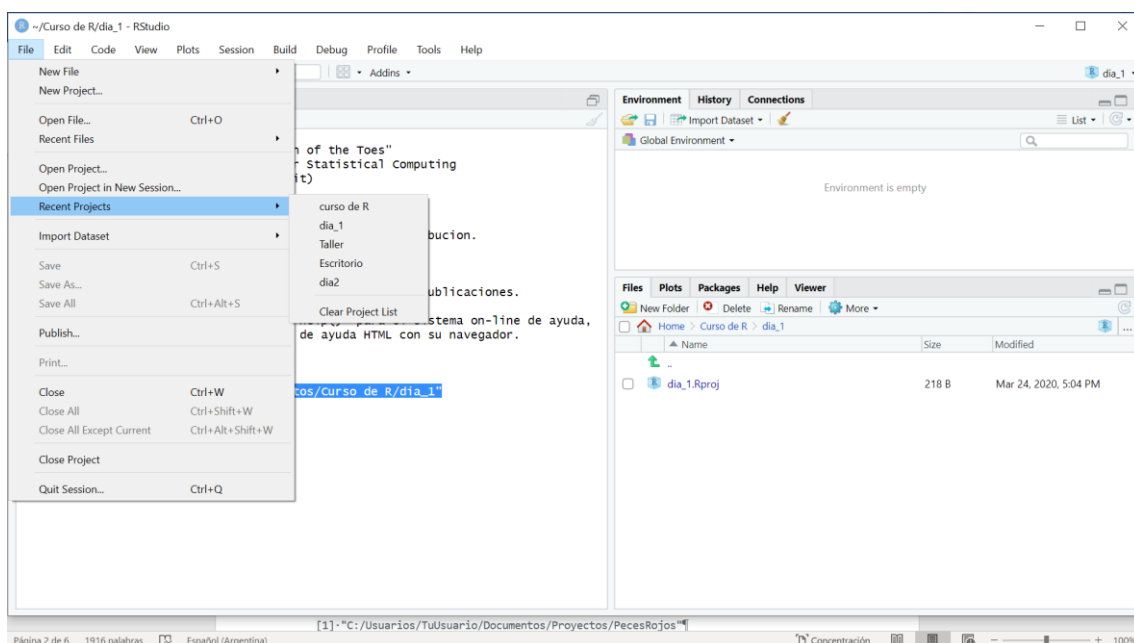 ~/Curso de R/dia_1 - RStudio
File Edit Code View Plots Session Build Debug Profile Tools Help
Addins
dia_1
New File
New Project...
Open File... Ctrl+O
Recent Files
Open Project...
Open Project in New Session...
Recent Projects
Import Dataset
Save Ctrl+S
Save As...
Save All Ctrl+Alt+S
Publish...
Print...
Close Ctrl+W
Close All Ctrl+Shift+W
Close All Except Current Ctrl+Alt+Shift+W
Close Project
Quit Session... Ctrl+Q
curso de R
dia_1
Taller
Escritorio
dia2
Clear Project List
of the Toes"
Statistical Computing
it)
bucion.
ublicaciones.
stema on-line de ayuda,
de ayuda HTML con su navegador.
tos/Curso de R/dia_1"
Environment History Connections
Import Dataset List
Global Environment
Environment is empty
Files Plots Packages Help Viewer
New Folder Delete Rename More
Home > Curso de R > dia_1 ...
Name Size Modified
..
dia_1.Rproj 218 B Mar 24, 2020, 5:04 PM
[1]·"C:/Usuarios/TuUsuario/Documentos/Proyectos/PecesRojos"¶
Página 2 de 6 1916 palabras Español (Argentina) Concentración 100%